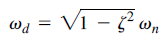 ω_d = √(1 − ζ²) ω_n